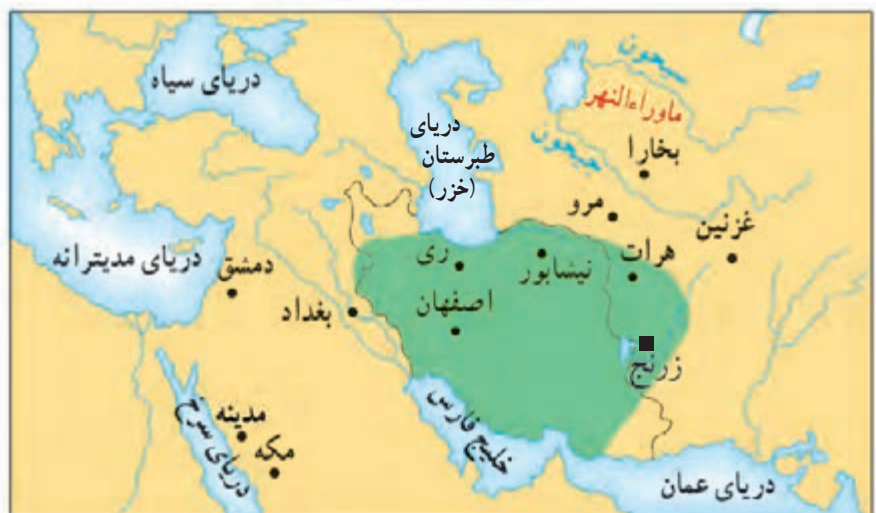 دریای سیاه
دریای
طبرستان
(خزر)
سیحون
ماوراءالنهر
جیحون
بخارا
مرو
غزنین
هرات
نیشابور
ری
اصفهان
زرنج
دریای مدیترانه
دمشق
بغداد
مدینه
مکه
دریای سرخ
خلیج فارس
دریای عمان